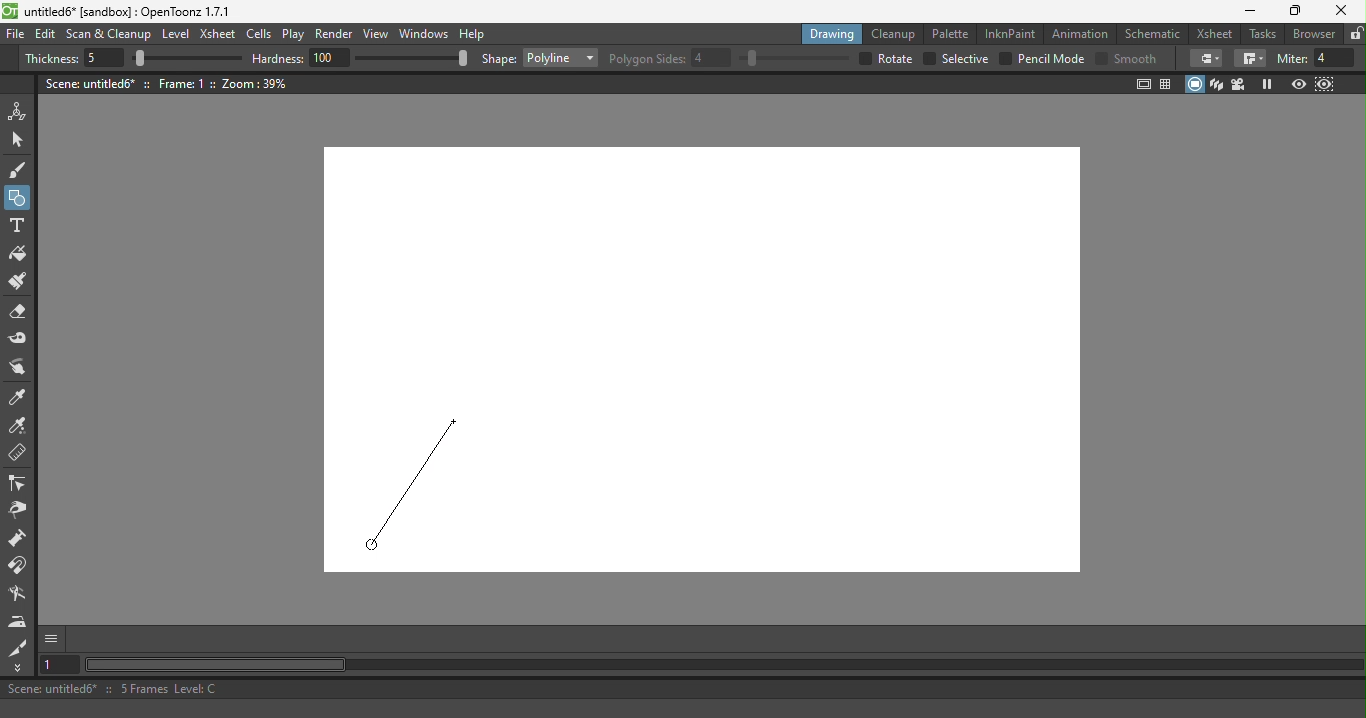 untitled6* [sandbox] : OpenToonz 1.7.1
File Edit Scan & Cleanup Level Xsheet Cells Play Render View Windows Help Drawing Cleanup Palette InknPaint Animation Schematic Xsheet Tasks Browser
Thickness: 5 Hardness: 100 Shape: Polyline Polygon Sides: 4 Rotate Selective Pencil Mode Smooth Miter: 4
Scene: untitled6* :: Frame: 1 :: Zoom : 39%
1
Scene: untitled6* :: 5 Frames Level: C